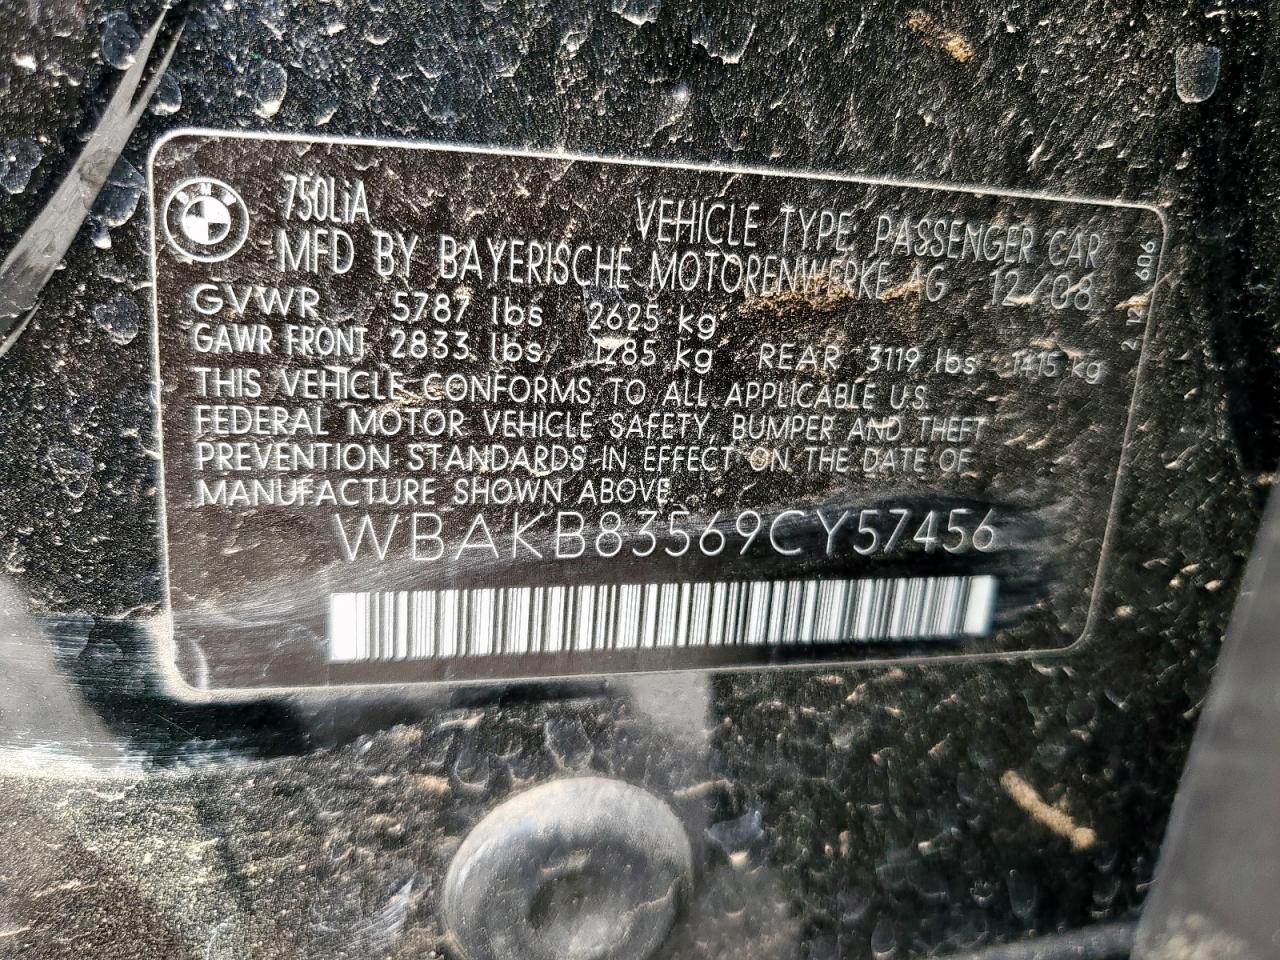 750LiA
VEHICLE TYPE: PASSENGER CAR
MFD BY BAYERISCHE MOTORENWERKE AG 12/08
GVWR 5787 lbs 2625 kg
GAWR FRONT 2833 lbs 1285 kg REAR 3119 lbs 1415 kg
THIS VEHICLE CONFORMS TO ALL APPLICABLE U.S.
FEDERAL MOTOR VEHICLE SAFETY, BUMPER AND THEFT
PREVENTION STANDARDS IN EFFECT ON THE DATE OF
MANUFACTURE SHOWN ABOVE.
WBAKB83569CY57456